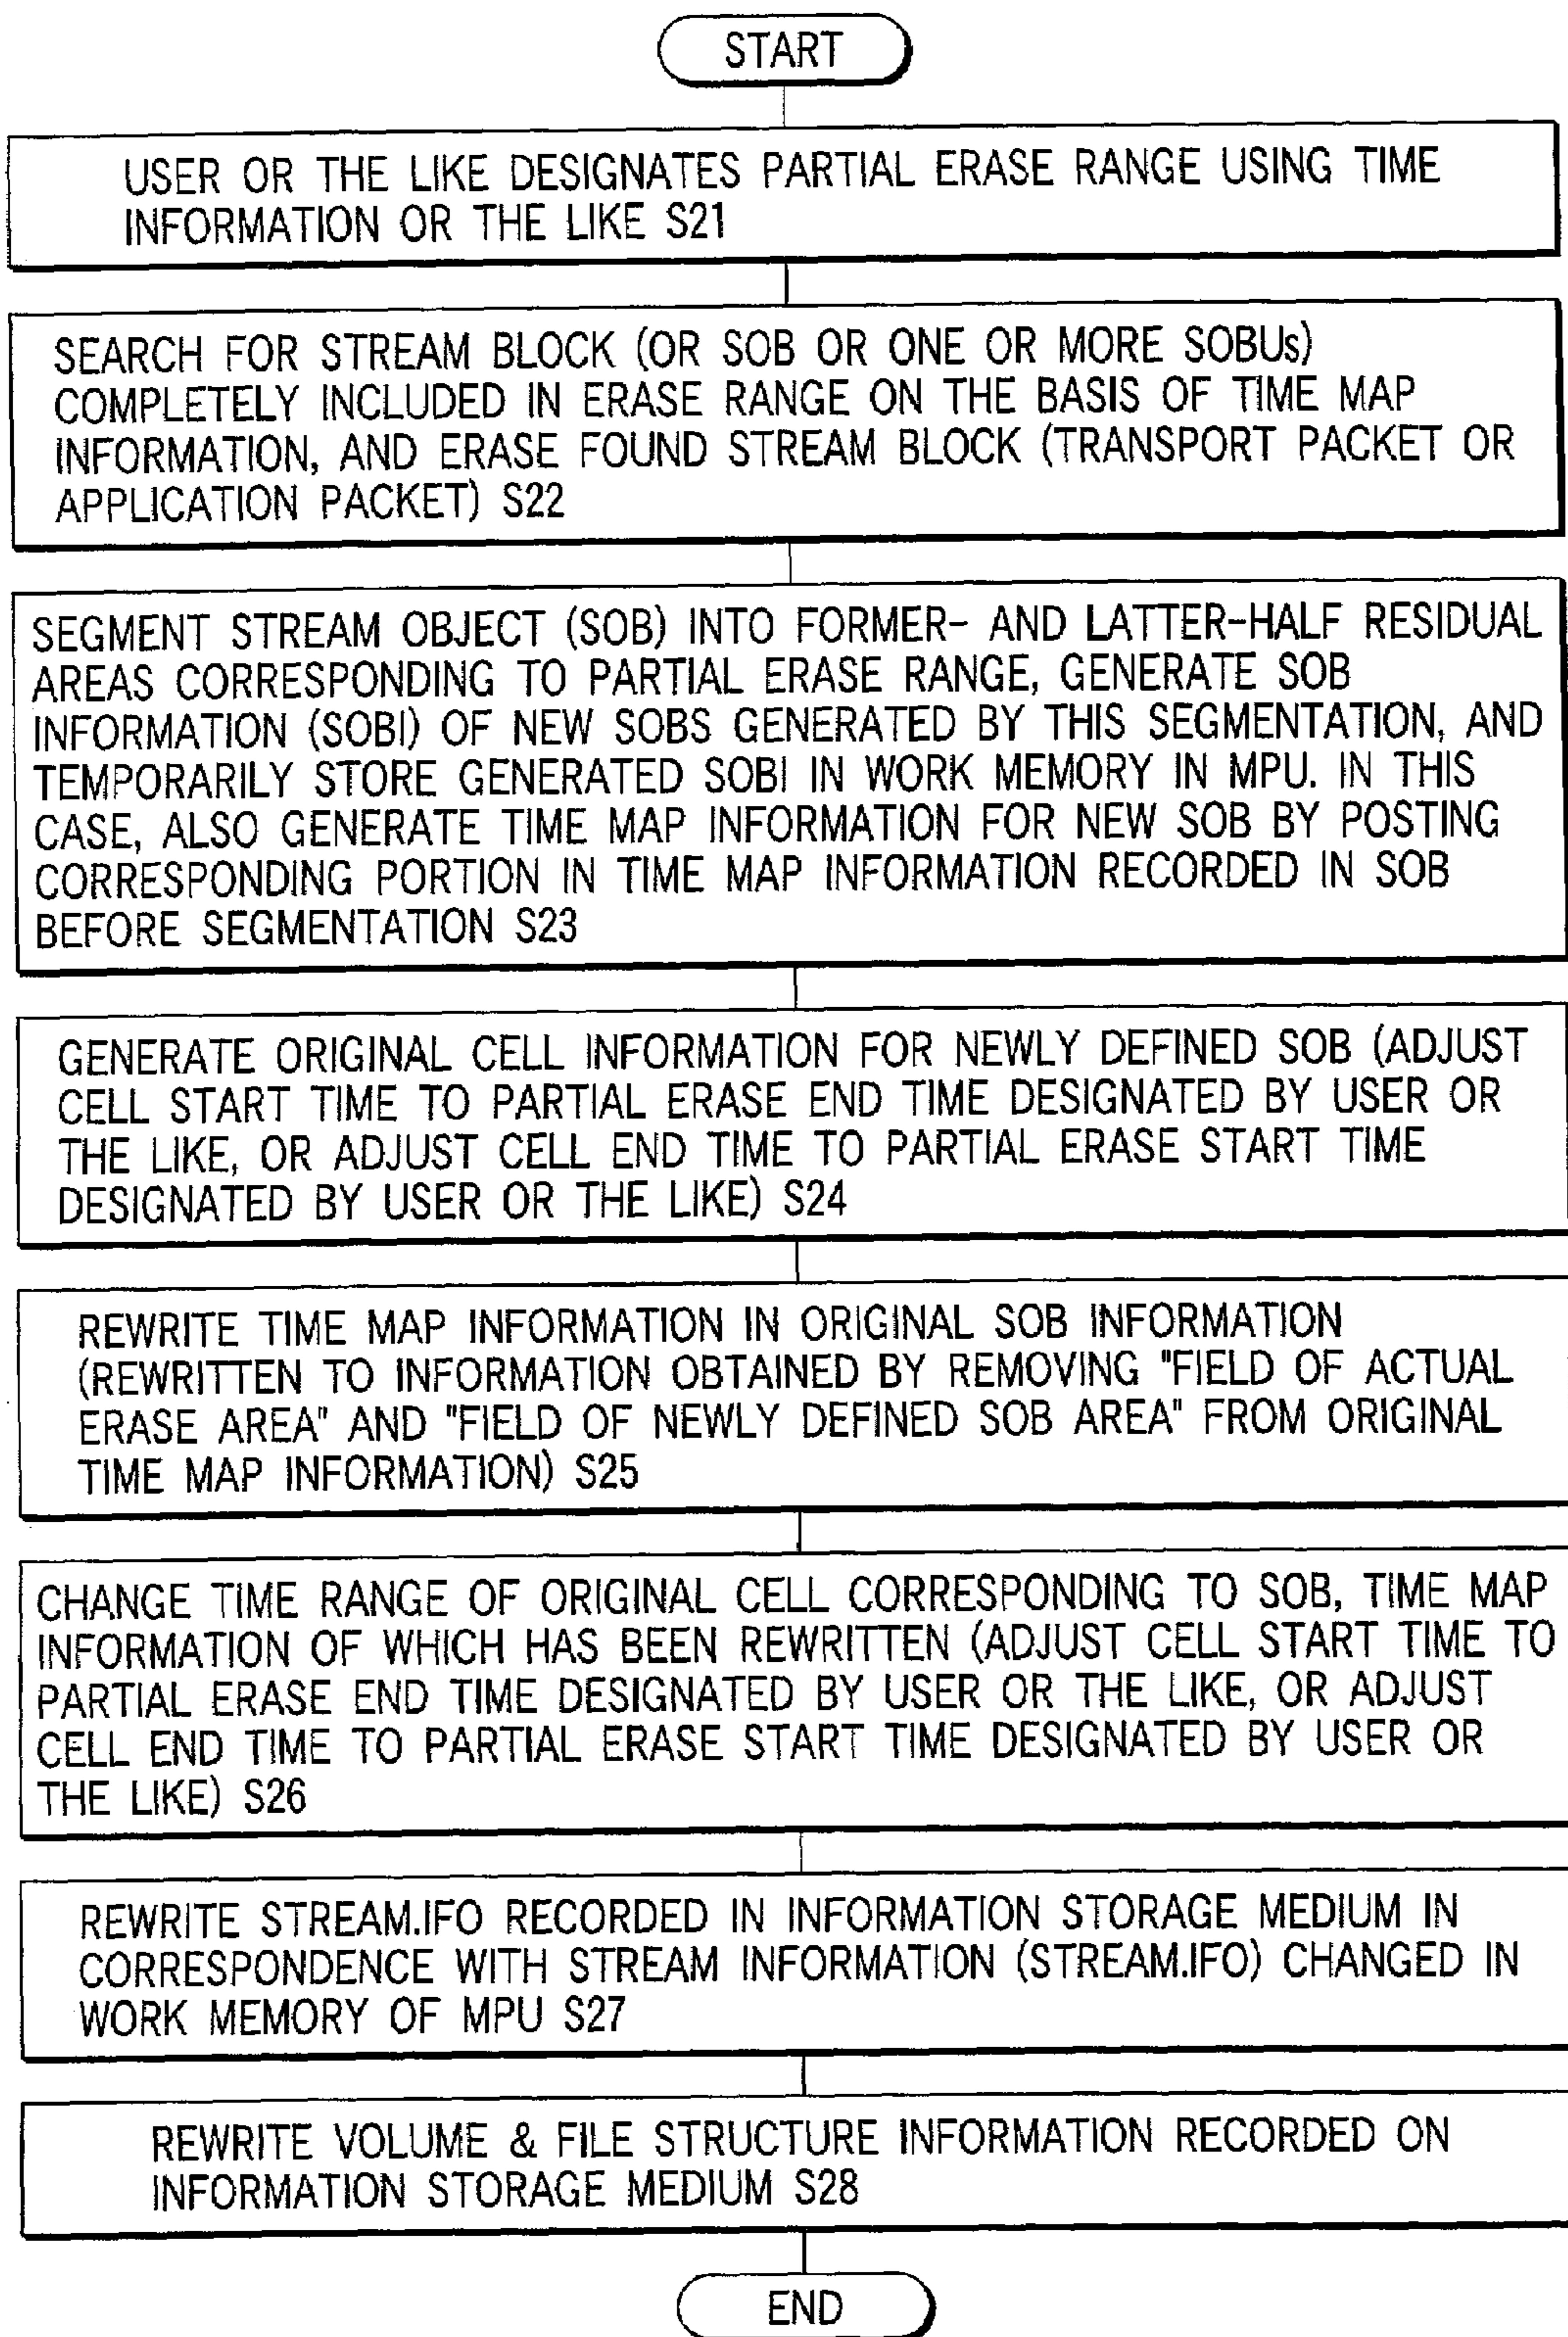 START
USER OR THE LIKE DESIGNATES PARTIAL ERASE RANGE USING TIME
INFORMATION OR THE LIKE S21
SEARCH FOR STREAM BLOCK (OR SOB OR ONE OR MORE SOBUs)
COMPLETELY INCLUDED IN ERASE RANGE ON THE BASIS OF TIME MAP
INFORMATION, AND ERASE FOUND STREAM BLOCK (TRANSPORT PACKET OR
APPLICATION PACKET) S22
SEGMENT STREAM OBJECT (SOB) INTO FORMER- AND LATTER-HALF RESIDUAL
AREAS CORRESPONDING TO PARTIAL ERASE RANGE, GENERATE SOB
INFORMATION (SOBI) OF NEW SOBS GENERATED BY THIS SEGMENTATION, AND
TEMPORARILY STORE GENERATED SOBI IN WORK MEMORY IN MPU. IN THIS
CASE, ALSO GENERATE TIME MAP INFORMATION FOR NEW SOB BY POSTING
CORRESPONDING PORTION IN TIME MAP INFORMATION RECORDED IN SOB
BEFORE SEGMENTATION S23
GENERATE ORIGINAL CELL INFORMATION FOR NEWLY DEFINED SOB (ADJUST
CELL START TIME TO PARTIAL ERASE END TIME DESIGNATED BY USER OR
THE LIKE, OR ADJUST CELL END TIME TO PARTIAL ERASE START TIME
DESIGNATED BY USER OR THE LIKE) S24
REWRITE TIME MAP INFORMATION IN ORIGINAL SOB INFORMATION
(REWRITTEN TO INFORMATION OBTAINED BY REMOVING "FIELD OF ACTUAL
ERASE AREA" AND "FIELD OF NEWLY DEFINED SOB AREA" FROM ORIGINAL
TIME MAP INFORMATION) S25
CHANGE TIME RANGE OF ORIGINAL CELL CORRESPONDING TO SOB, TIME MAP
INFORMATION OF WHICH HAS BEEN REWRITTEN (ADJUST CELL START TIME TO
PARTIAL ERASE END TIME DESIGNATED BY USER OR THE LIKE, OR ADJUST
CELL END TIME TO PARTIAL ERASE START TIME DESIGNATED BY USER OR
THE LIKE) S26
REWRITE STREAM.IFO RECORDED IN INFORMATION STORAGE MEDIUM IN
CORRESPONDENCE WITH STREAM INFORMATION (STREAM.IFO) CHANGED IN
WORK MEMORY OF MPU S27
REWRITE VOLUME & FILE STRUCTURE INFORMATION RECORDED ON
INFORMATION STORAGE MEDIUM S28
END